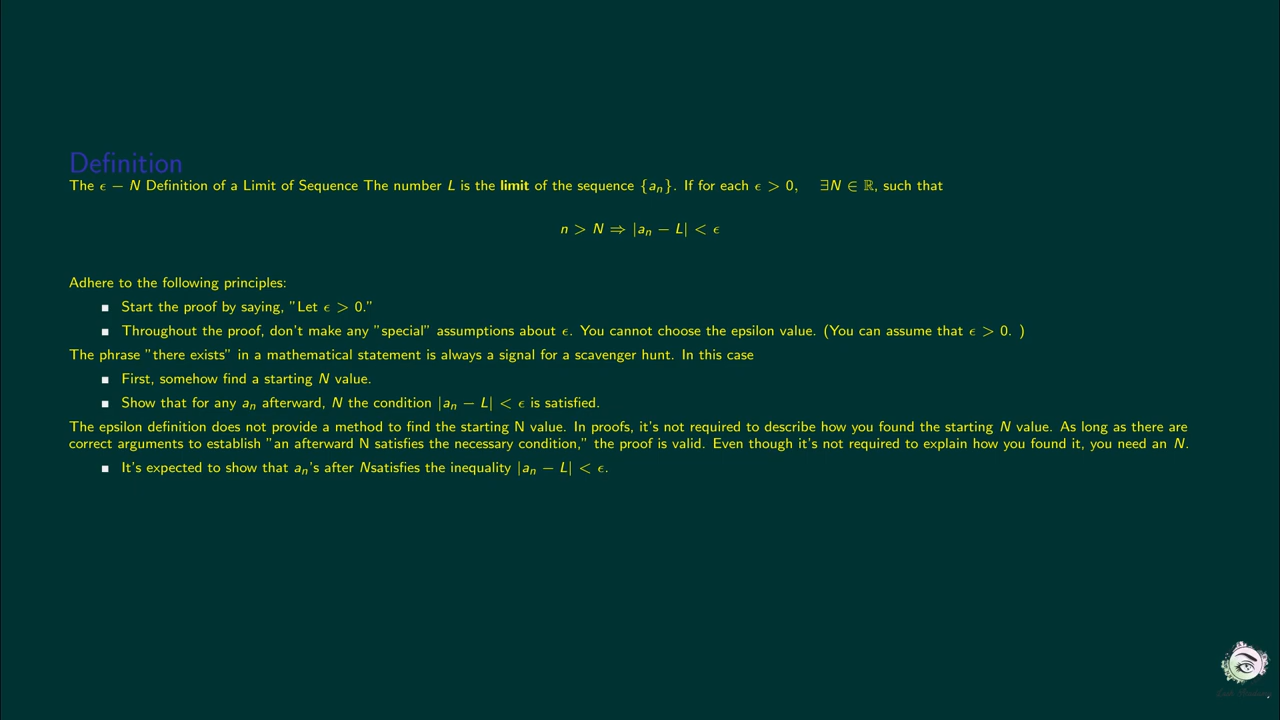 Definition
The ϵ − N Definition of a Limit of Sequence The number L is the limit of the sequence {aₙ}. If for each ϵ > 0, ∃N ∈ ℝ, such that
n > N ⇒ |aₙ − L| < ϵ
Adhere to the following principles:
■ Start the proof by saying, ”Let ϵ > 0.”
■ Throughout the proof, don’t make any ”special” assumptions about ϵ. You cannot choose the epsilon value. (You can assume that ϵ > 0. )
The phrase ”there exists” in a mathematical statement is always a signal for a scavenger hunt. In this case
■ First, somehow find a starting N value.
■ Show that for any aₙ afterward, N the condition |aₙ − L| < ϵ is satisfied.
The epsilon definition does not provide a method to find the starting N value. In proofs, it’s not required to describe how you found the starting N value. As long as there are
correct arguments to establish ”an afterward N satisfies the necessary condition,” the proof is valid. Even though it’s not required to explain how you found it, you need an N.
■ It’s expected to show that aₙ’s after Nsatisfies the inequality |aₙ − L| < ϵ.